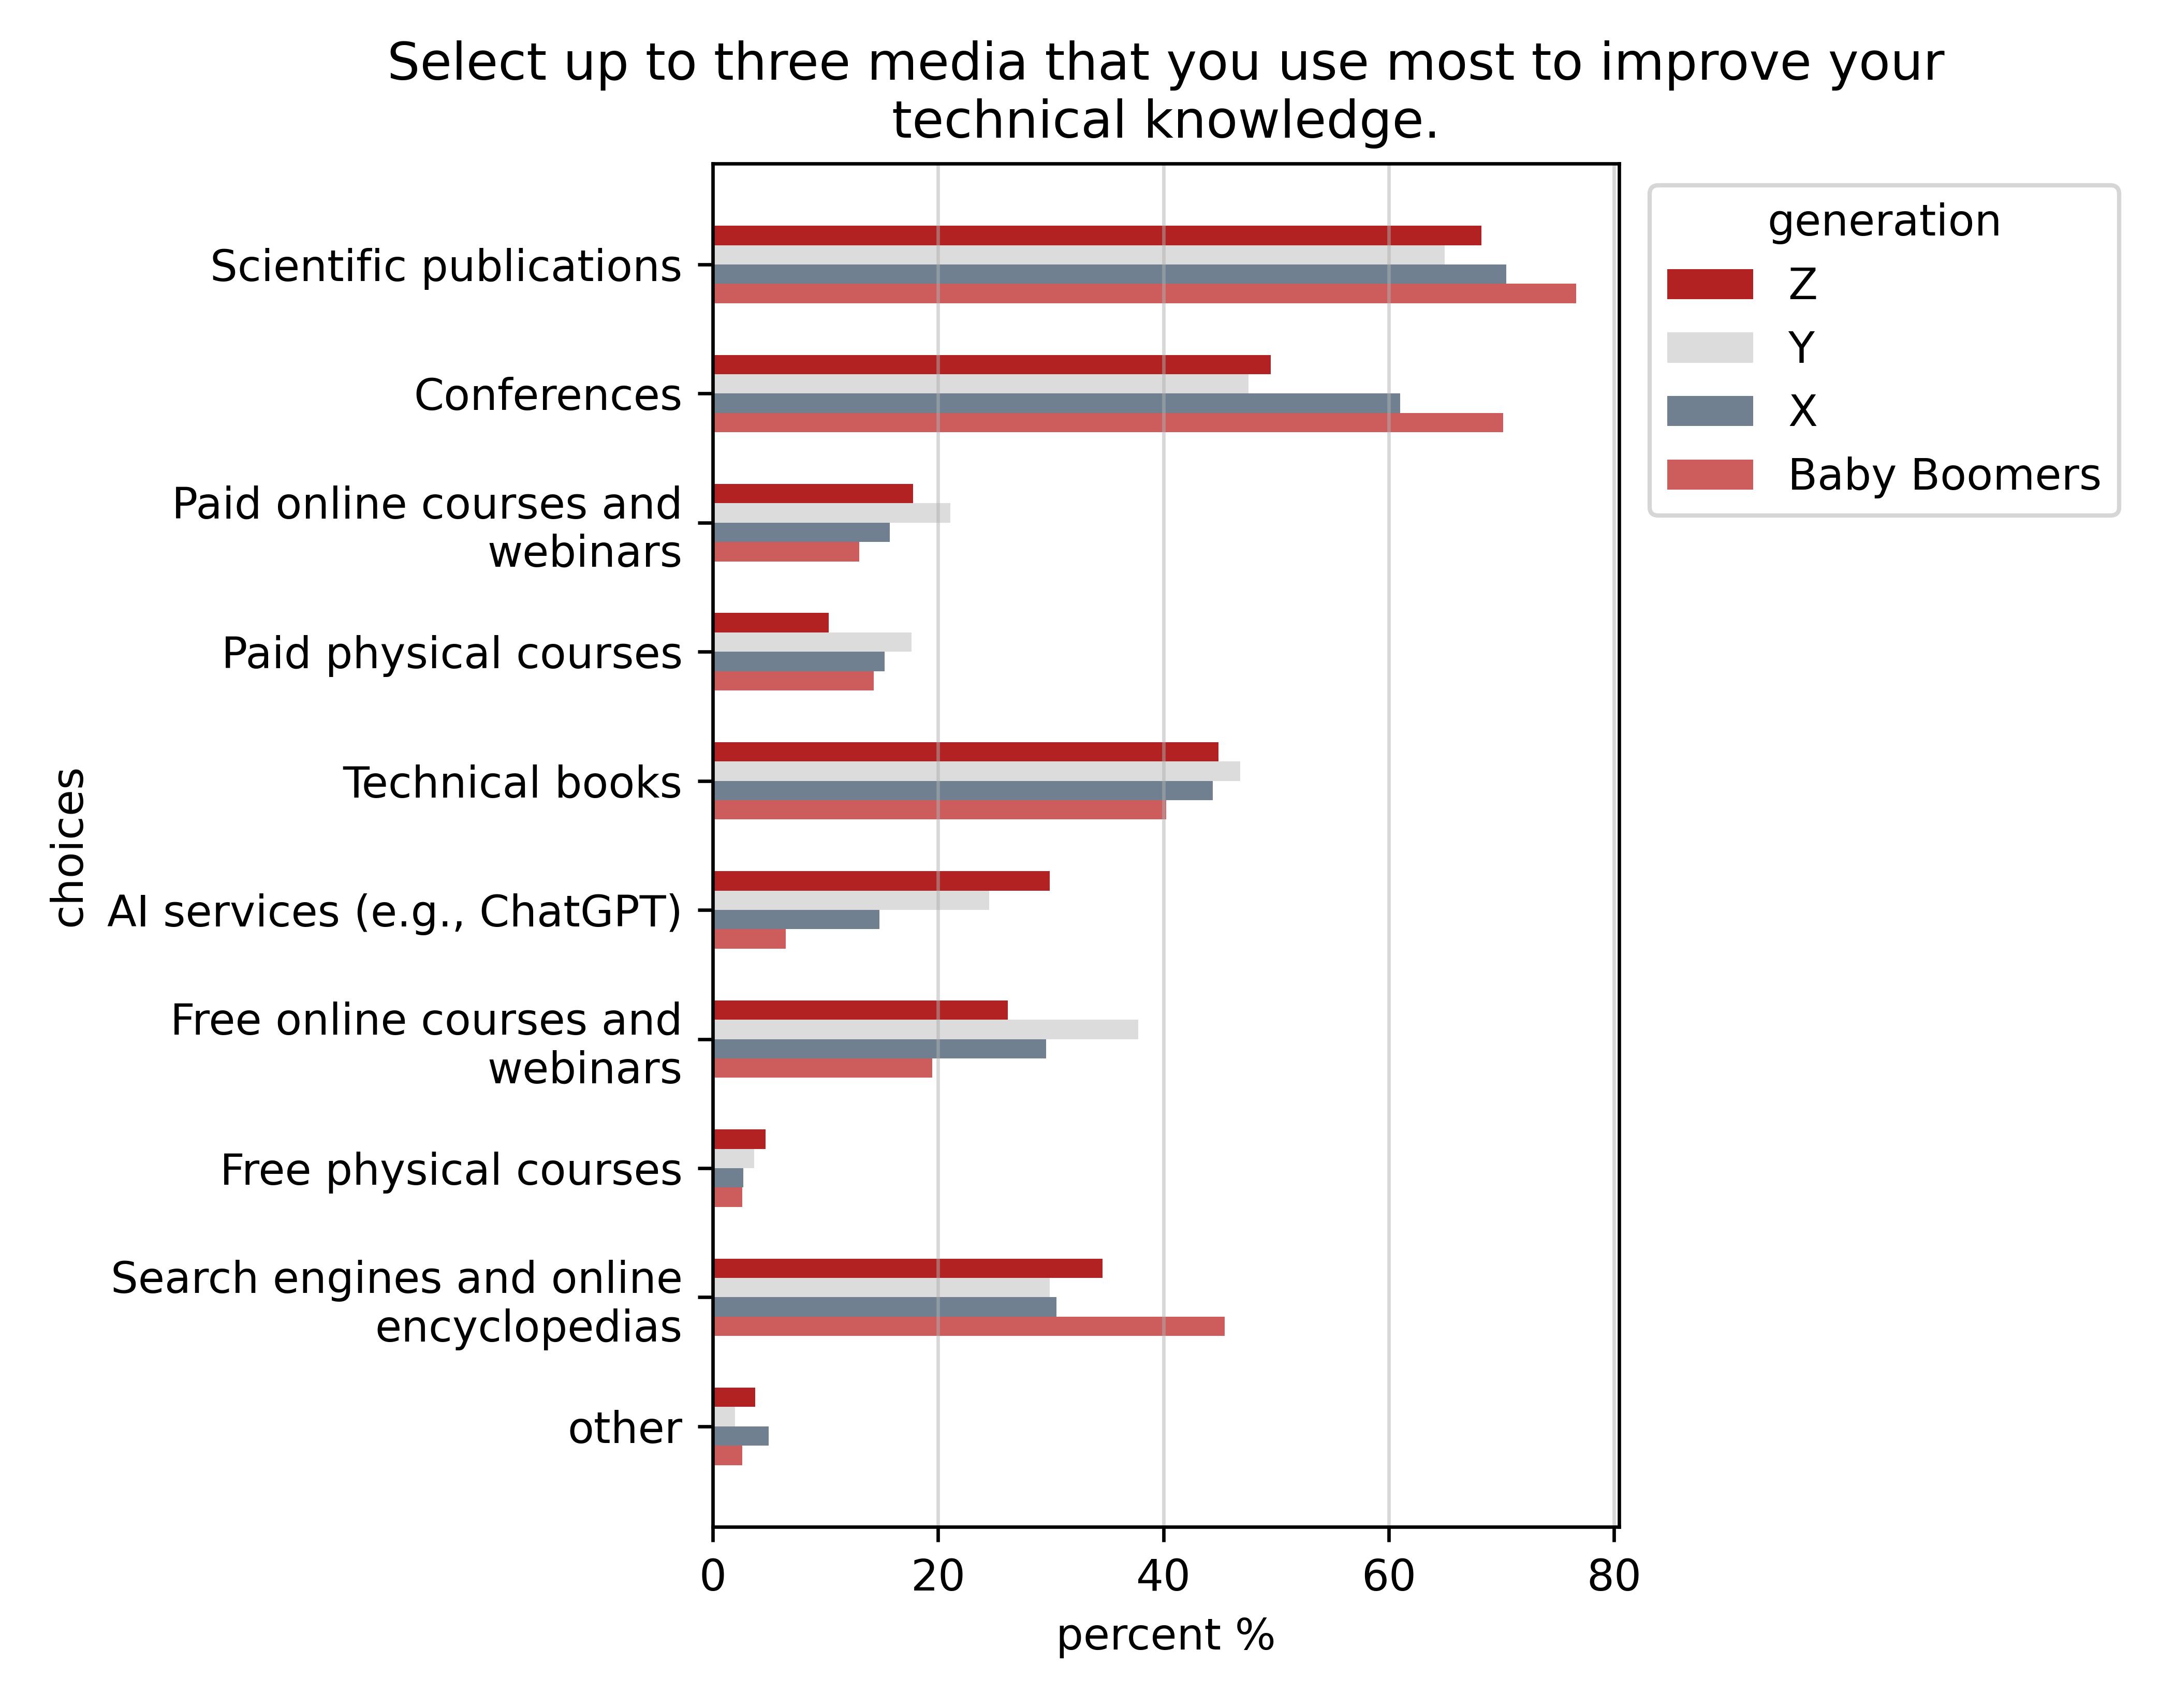 Select up to three media that you use most to improve your
technical knowledge.
generation
Z
Y
X
Baby Boomers
choices
Scientific publications
Conferences
Paid online courses and
webinars
Paid physical courses
Technical books
AI services (e.g., ChatGPT)
Free online courses and
webinars
Free physical courses
Search engines and online
encyclopedias
other
0 20 40 60 80
percent %